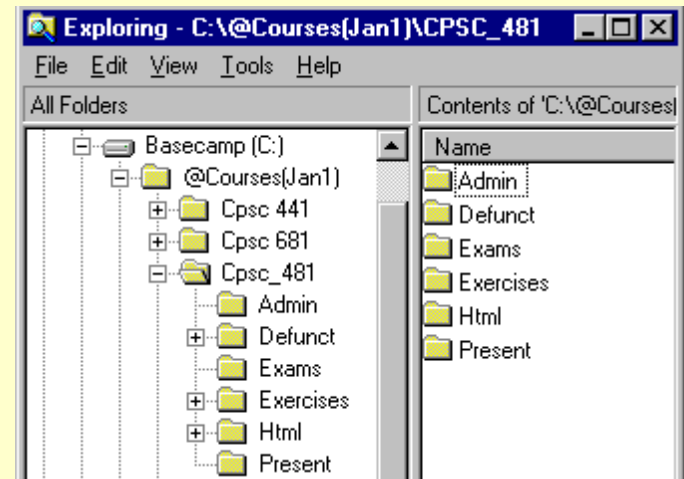 Exploring - C:\@Courses(Jan1)\CPSC_481
File Edit View Tools Help
All Folders
Contents of 'C:\@Courses(
Basecamp (C:)
@Courses(Jan1)
Cpsc 441
Cpsc 681
Cpsc_481
Admin
Defunct
Exams
Exercises
Html
Present
Name
Admin
Defunct
Exams
Exercises
Html
Present